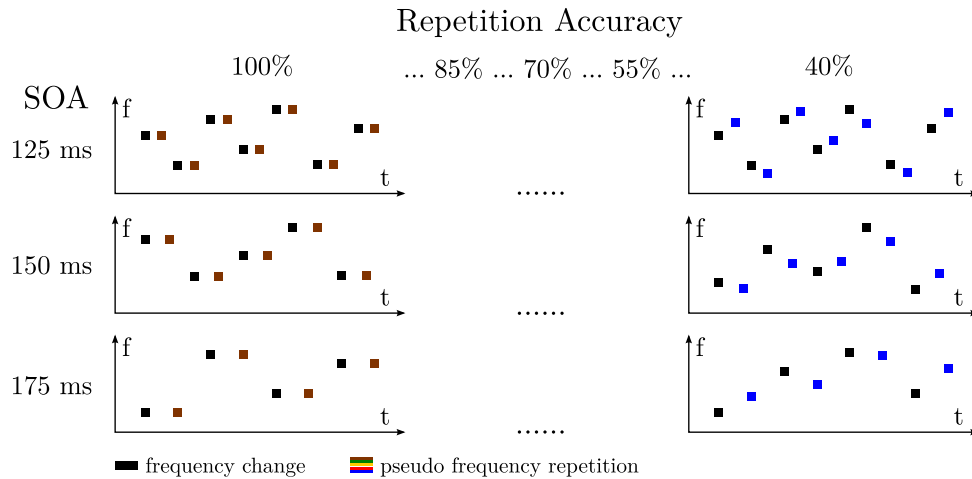 Repetition Accuracy
100% ... 85% ... 70% ... 55% ... 40%
SOA
f f
125 ms
t t
......
f f
150 ms
t t
......
f f
175 ms
t t
......
frequency change pseudo frequency repetition